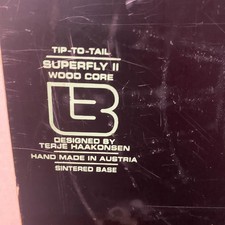 TIP-TO-TAIL
SUPERFLY II
WOOD CORE
DESIGNED BY
TERJE HAAKONSEN
HAND MADE IN AUSTRIA
SINTERED BASE